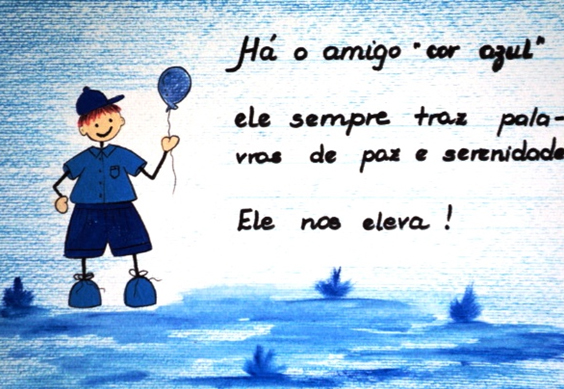 Há o amigo "cor azul"
ele sempre traz pala-
vras de paz e serenidade
Ele nos eleva !